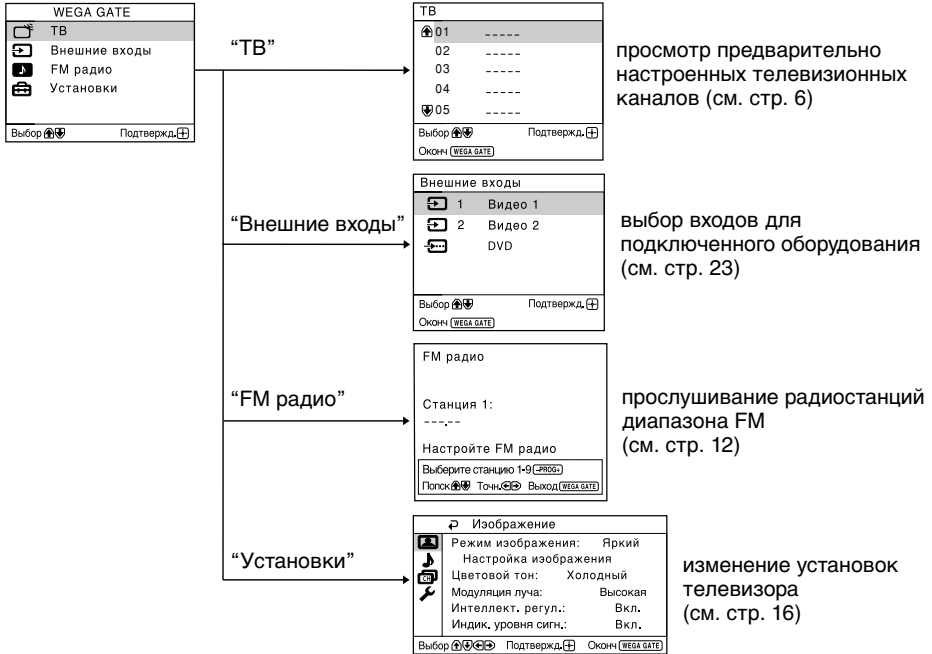 WEGA GATE
ТВ
Внешние входы
FM радио
Установки
Выбор Подтвержд.
“ТВ”
ТВ
01 -----
02 -----
03 -----
04 -----
05 -----
Выбор Подтвержд.
Оконч WEGA GATE
просмотр предварительно
настроенных телевизионных
каналов (см. стр. 6)
“Внешние входы”
Внешние входы
1 Видео 1
2 Видео 2
DVD
Выбор Подтвержд.
Оконч WEGA GATE
выбор входов для
подключенного оборудования
(см. стр. 23)
“FM радио”
FM радио
Станция 1:
---.--
Настройте FM радио
Выберите станцию 1-9 -PROG+
Попск Точн. Выход WEGA GATE
прослушивание радиостанций
диапазона FM
(см. стр. 12)
“Установки”
Изображение
Режим изображения: Яркий
Настройка изображения
CH Цветовой тон: Холодный
Модуляция луча: Высокая
Интеллект. регул.: Вкл.
Индик. уровня сигн.: Вкл.
Выбор Подтвержд. Оконч WEGA GATE
изменение установок
телевизора
(см. стр. 16)